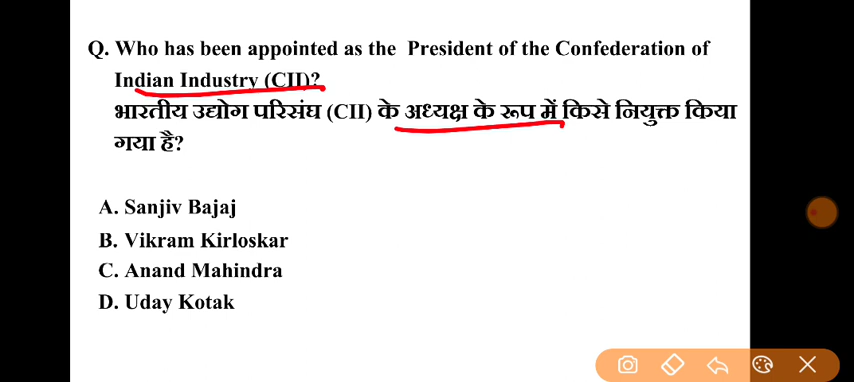 Q. Who has been appointed as the President of the Confederation of
Indian Industry (CII)?
भारतीय उद्योग परिसंघ (CII) के अध्यक्ष के रूप में किसे नियुक्त किया
गया है?
A. Sanjiv Bajaj
B. Vikram Kirloskar
C. Anand Mahindra
D. Uday Kotak